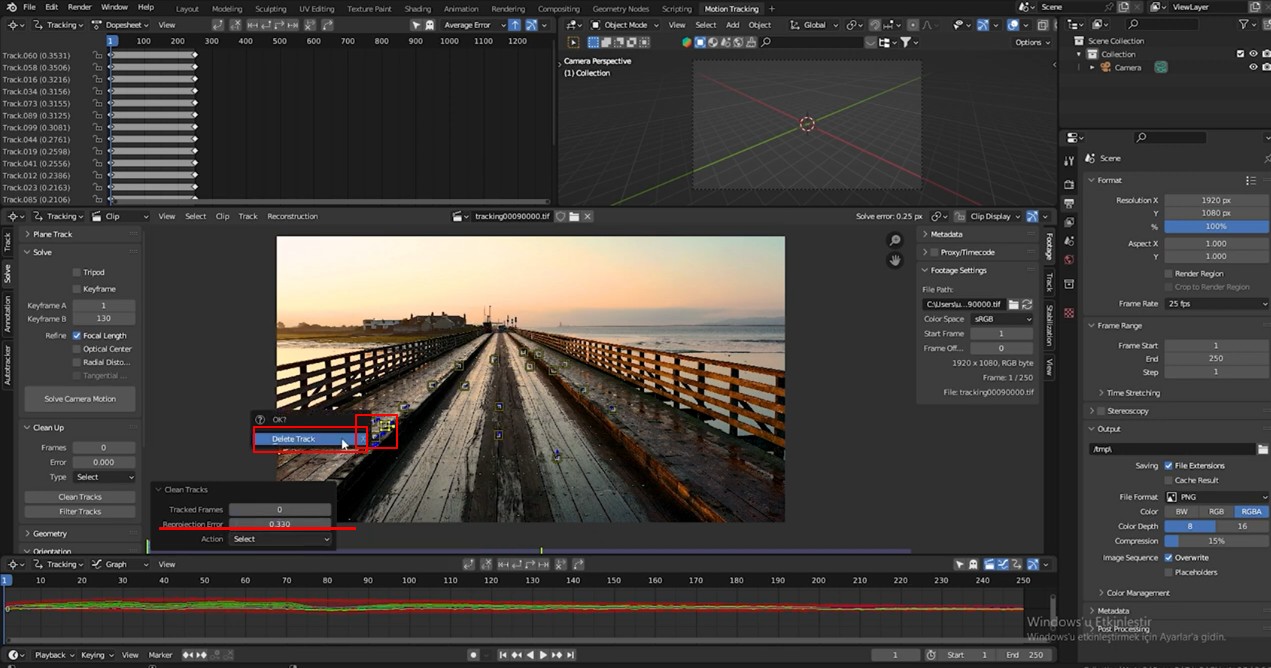 File Edit Render Window Help Layout Modeling Sculpting UV Editing Texture Paint Shading Animation Rendering Compositing Geometry Nodes Scripting Motion Tracking Scene ViewLayer
Tracking Dopesheet View Average Error Object Mode View Select Add Object Global
1 100 200 300 400 500 600 700 800 900 1000 1100 1200
Options
Track.060 (0.3531)
Track.058 (0.3506)
Track.016 (0.3216)
Track.034 (0.3156)
Track.073 (0.3155)
Track.089 (0.3125)
Track.099 (0.3081)
Track.044 (0.2761)
Track.019 (0.2598)
Track.041 (0.2556)
Track.012 (0.2386)
Track.023 (0.2163)
Track.085 (0.2106)
Camera Perspective
(1) Collection
Scene Collection
Collection
Camera
Tracking Clip View Select Clip Track Reconstruction tracking00090000.tif Solve error: 0.25 px Clip Display
Track
Solve
Annotation
Autotracker
Plane Track
Solve
Tripod
Keyframe
Keyframe A 1
Keyframe B 130
Refine Focal Length
Optical Center
Radial Disto...
Tangential ...
Solve Camera Motion
Clean Up
Frames 0
Error 0.000
Type Select
Clean Tracks
Filter Tracks
Geometry
Orientation
OK?
Delete Track
Clean Tracks
Tracked Frames 0
Reprojection Error 0.330
Action Select
Metadata
Proxy/Timecode
Footage Settings
File Path:
C:\Users\u...90000.tif
Color Space sRGB
Start Frame 1
Frame Off... 0
1920 x 1080, RGB byte
Frame: 1 / 250
File: tracking00090000.tif
Footage
Track
Stabilization
View
Scene
Format
Resolution X 1920 px
Y 1080 px
% 100%
Aspect X 1.000
Y 1.000
Render Region
Crop to Render Region
Frame Rate 25 fps
Frame Range
Frame Start 1
End 250
Step 1
Time Stretching
Stereoscopy
Output
/tmp\
Saving File Extensions
Cache Result
File Format PNG
Color BW RGB RGBA
Color Depth 8 16
Compression 15%
Image Sequence Overwrite
Placeholders
Color Management
Metadata
Post Processing
Windows'u Etkinleştir
Windows'u etkinleştirmek için Ayarlar'a gidin.
Tracking Graph View
1 10 20 30 40 50 60 70 80 90 100 110 120 130 140 150 160 170 180 190 200 210 220 230 240 250
0
Playback Keying View Marker 1 Start 1 End 250